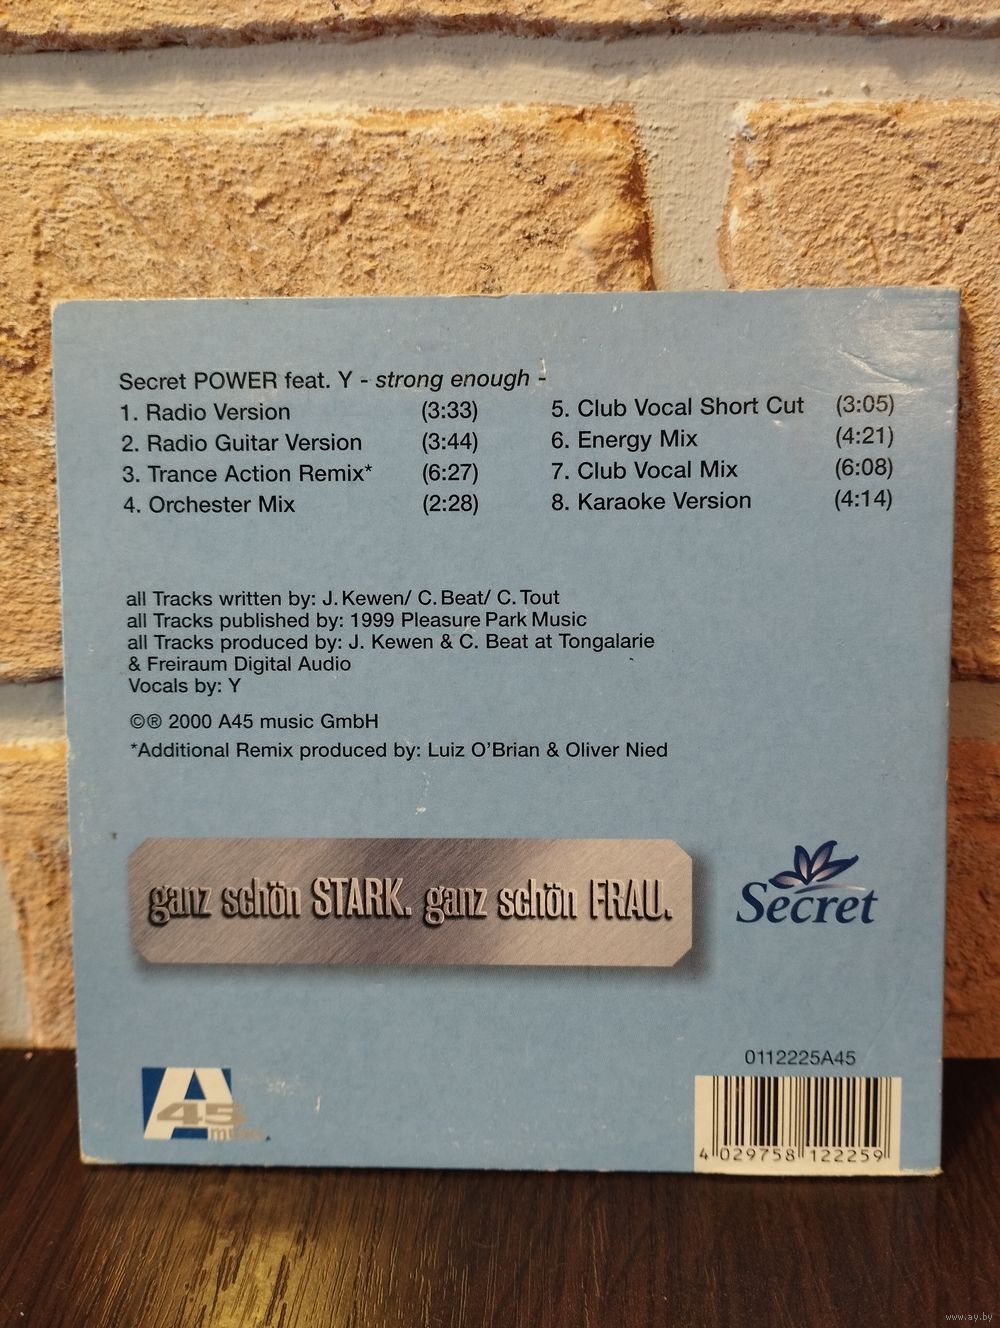 Secret POWER feat. Y - strong enough -
1. Radio Version (3:33)
2. Radio Guitar Version (3:44)
3. Trance Action Remix* (6:27)
4. Orchester Mix (2:28)
5. Club Vocal Short Cut (3:05)
6. Energy Mix (4:21)
7. Club Vocal Mix (6:08)
8. Karaoke Version (4:14)
all Tracks written by: J. Kewen/ C. Beat/ C. Tout
all Tracks published by: 1999 Pleasure Park Music
all Tracks produced by: J. Kewen & C. Beat at Tongalarie
& Freiraum Digital Audio
Vocals by: Y
©® 2000 A45 music GmbH
*Additional Remix produced by: Luiz O'Brian & Oliver Nied
ganz schön STARK. ganz schön FRAU.
Secret
A
45
music
0112225A45
4 029758 122259
www.ay.by